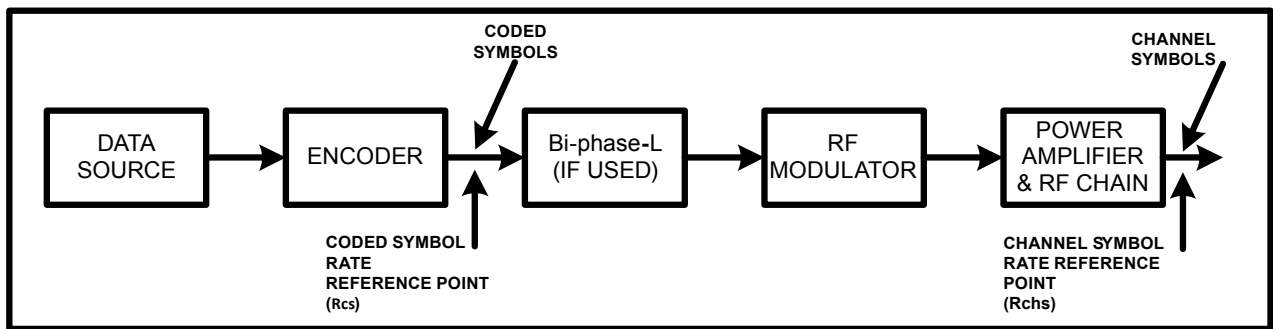 CODED
SYMBOLS
CHANNEL
SYMBOLS
DATA
SOURCE
ENCODER
Bi-phase-L
(IF USED)
RF
MODULATOR
POWER
AMPLIFIER
& RF CHAIN
CODED SYMBOL
RATE
REFERENCE POINT
(Rcs)
CHANNEL SYMBOL
RATE REFERENCE
POINT
(Rchs)